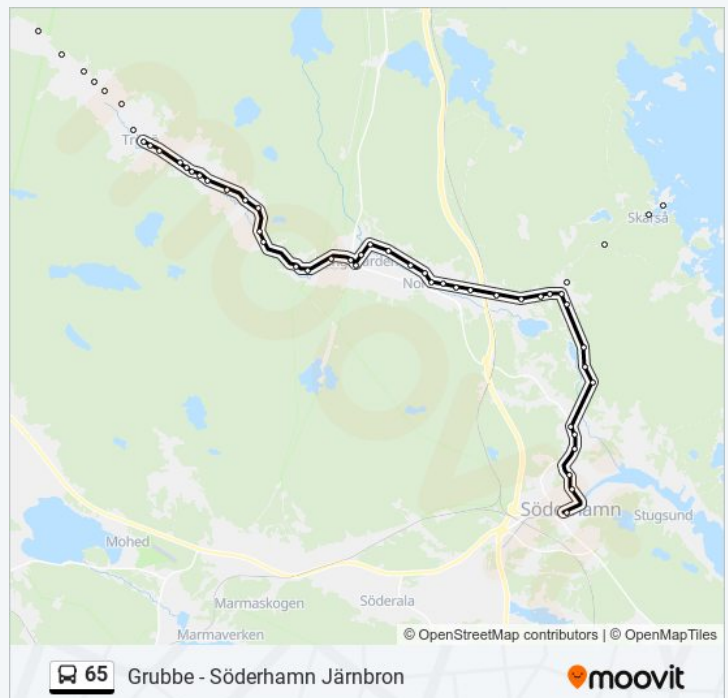 Skärså
Söderhamn
Stugsund
Mohed
Marmaskogen
Söderala
Marmaverken
© OpenStreetMap contributors | © OpenMapTiles
65 Grubbe - Söderhamn Järnbron
moovit